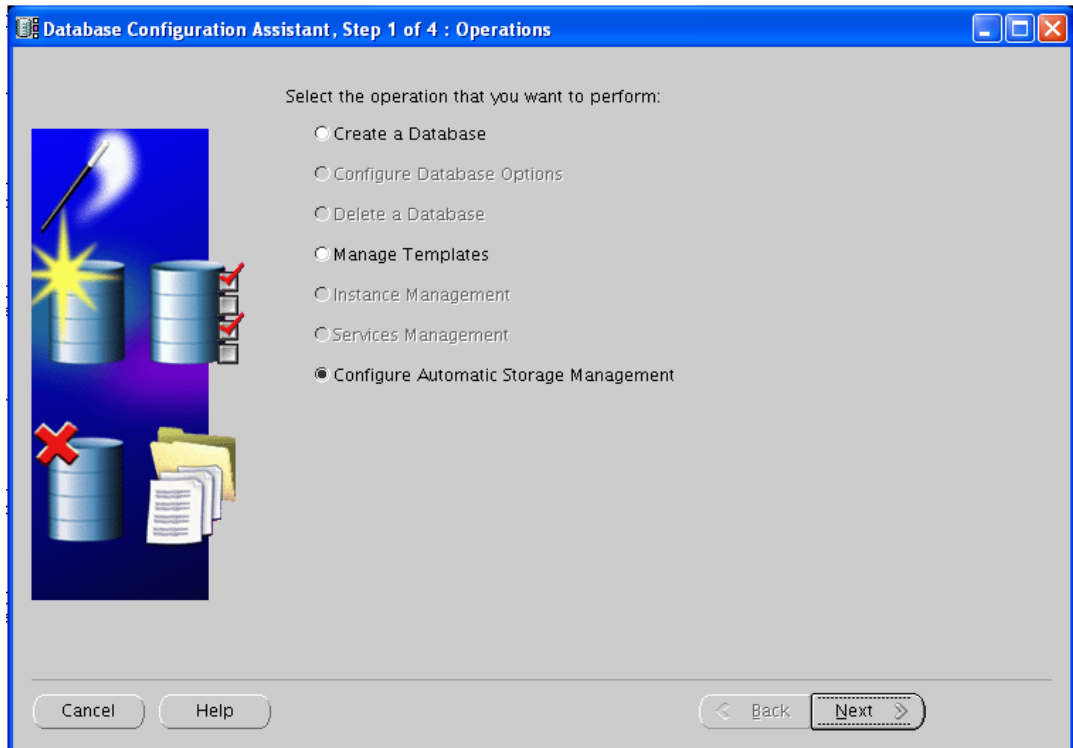 Database Configuration Assistant, Step 1 of 4 : Operations
Select the operation that you want to perform:
Create a Database
Configure Database Options
Delete a Database
Manage Templates
Instance Management
Services Management
Configure Automatic Storage Management
Cancel
Help
Back
Next